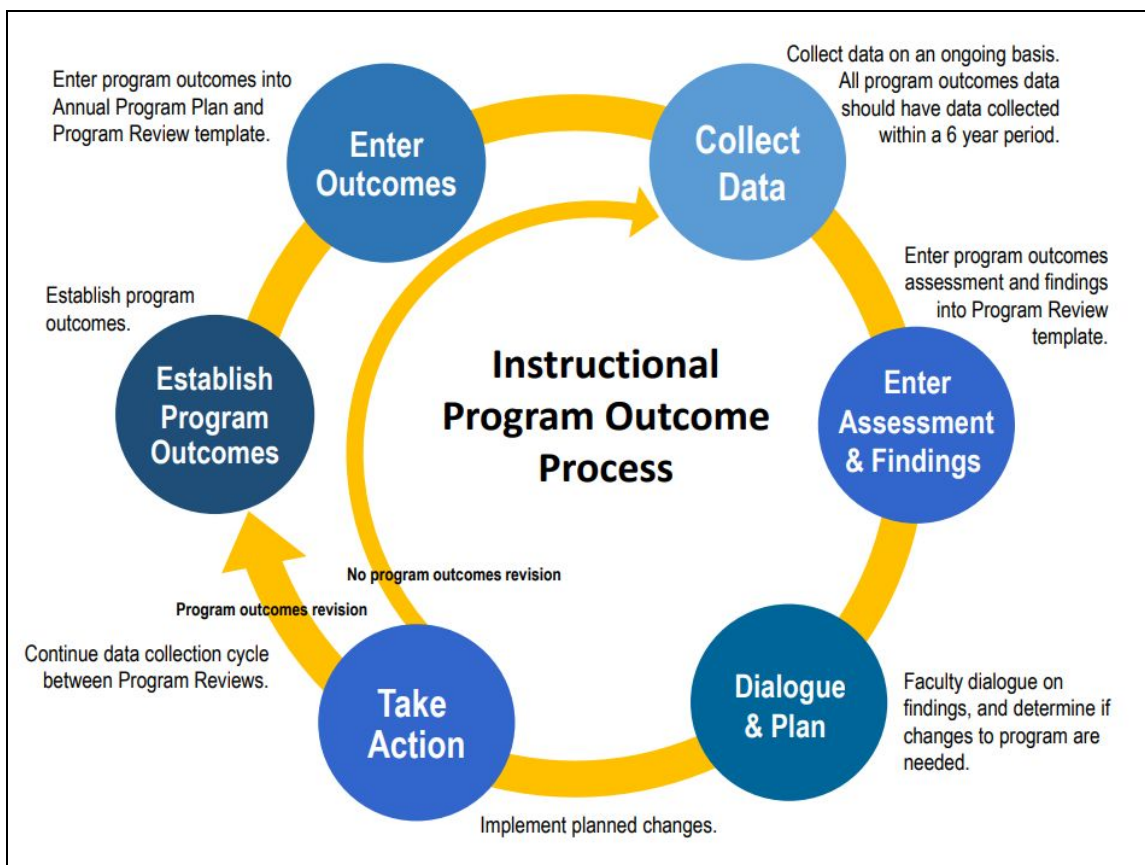 Instructional
Program Outcome
Process
Establish program
outcomes.
Establish
Program
Outcomes
Enter program outcomes into
Annual Program Plan and
Program Review template.
Enter
Outcomes
Collect data on an ongoing basis.
All program outcomes data
should have data collected
within a 6 year period.
Collect
Data
Enter program outcomes
assessment and findings
into Program Review
template.
Enter
Assessment
& Findings
Dialogue
& Plan
Faculty dialogue on
findings, and determine if
changes to program are
needed.
Take
Action
Implement planned changes.
Continue data collection cycle
between Program Reviews.
Program outcomes revision
No program outcomes revision